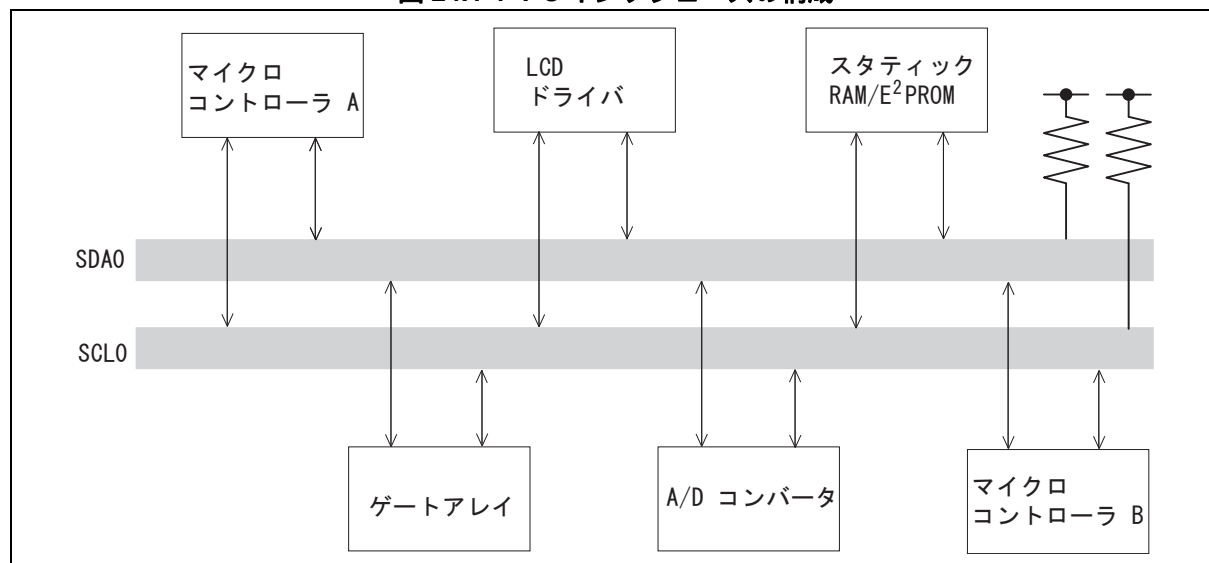 マイクロ
コントローラ A
LCD
ドライバ
スタティック
RAM/E²PROM
SDA0
SCL0
ゲートアレイ
A/D コンバータ
マイクロ
コントローラ B